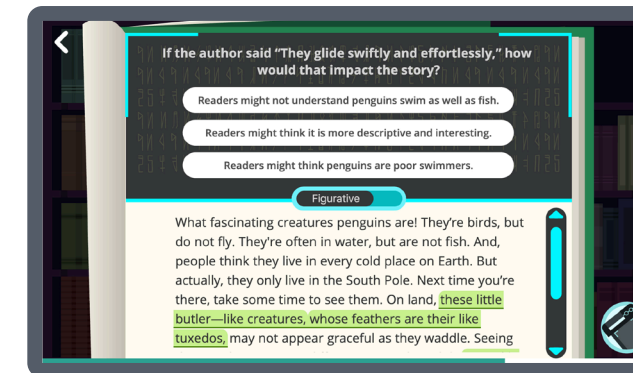 If the author said “They glide swiftly and effortlessly,” how
would that impact the story?
Readers might not understand penguins swim as well as fish.
Readers might think it is more descriptive and interesting.
Readers might think penguins are poor swimmers.
Figurative
What fascinating creatures penguins are! They’re birds, but
do not fly. They're often in water, but are not fish. And,
people think they live in every cold place on Earth. But
actually, they only live in the South Pole. Next time you’re
there, take some time to see them. On land, these little
butler—like creatures, whose feathers are their like
tuxedos, may not appear graceful as they waddle. Seeing